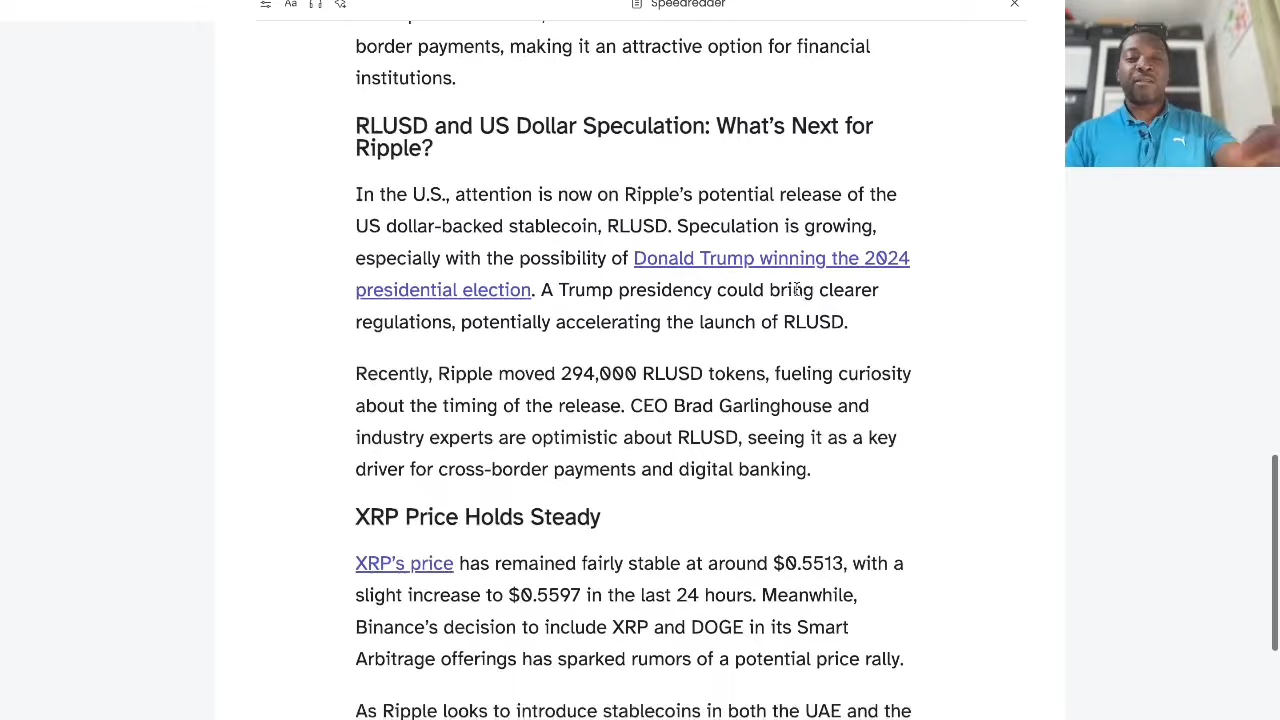 Aa
Speedreader
border payments, making it an attractive option for financial
institutions.
RLUSD and US Dollar Speculation: What's Next for
Ripple?
In the U.S., attention is now on Ripple's potential release of the
US dollar-backed stablecoin, RLUSD. Speculation is growing,
especially with the possibility of Donald Trump winning the 2024
presidential election. A Trump presidency could bring clearer
regulations, potentially accelerating the launch of RLUSD.
Recently, Ripple moved 294,000 RLUSD tokens, fueling curiosity
about the timing of the release. CEO Brad Garlinghouse and
industry experts are optimistic about RLUSD, seeing it as a key
driver for cross-border payments and digital banking.
XRP Price Holds Steady
XRP's price has remained fairly stable at around $0.5513, with a
slight increase to $0.5597 in the last 24 hours. Meanwhile,
Binance's decision to include XRP and DOGE in its Smart
Arbitrage offerings has sparked rumors of a potential price rally.
As Ripple looks to introduce stablecoins in both the UAE and the